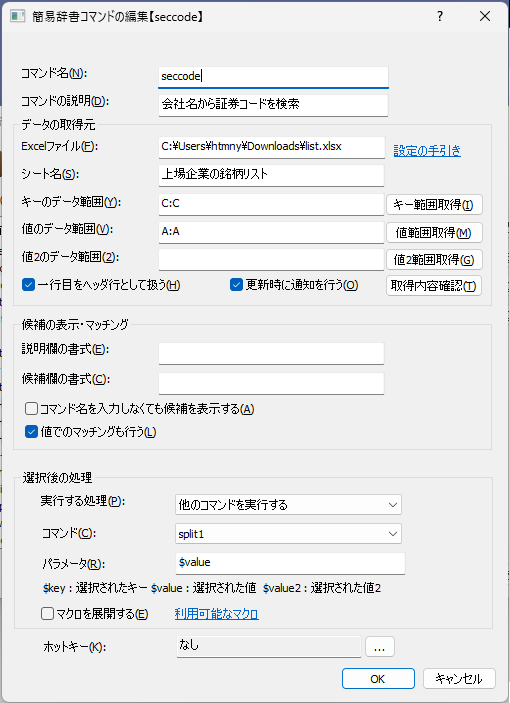 簡易辞書コマンドの編集【seccode】
コマンド名(N):
seccode
コマンドの説明(D):
会社名から証券コードを検索
データの取得元
Excelファイル(F):
C:¥Users¥htmny¥Downloads¥list.xlsx
設定の手引き
シート名(S):
上場企業の銘柄リスト
キーのデータ範囲(Y):
C:C
キー範囲取得(I)
値のデータ範囲(V):
A:A
値範囲取得(M)
値2のデータ範囲(2):
値2範囲取得(G)
一行目をヘッダ行として扱う(H)
更新時に通知を行う(O)
取得内容確認(T)
候補の表示・マッチング
説明欄の書式(E):
候補欄の書式(C):
コマンド名を入力しなくても候補を表示する(A)
値でのマッチングも行う(L)
選択後の処理
実行する処理(P):
他のコマンドを実行する
コマンド(C):
split1
パラメータ(R):
$value
$key : 選択されたキー $value : 選択された値 $value2 : 選択された値2
マクロを展開する(E)
利用可能なマクロ
ホットキー(K):
なし
...
OK
キャンセル